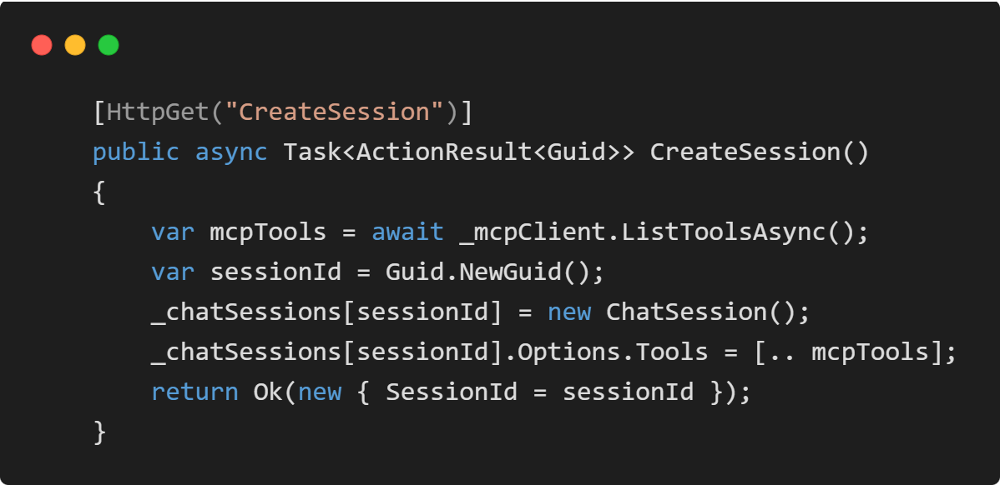 [HttpGet("CreateSession")]
public async Task<ActionResult<Guid>> CreateSession()
{
    var mcpTools = await _mcpClient.ListToolsAsync();
    var sessionId = Guid.NewGuid();
    _chatSessions[sessionId] = new ChatSession();
    _chatSessions[sessionId].Options.Tools = [.. mcpTools];
    return Ok(new { SessionId = sessionId });
}